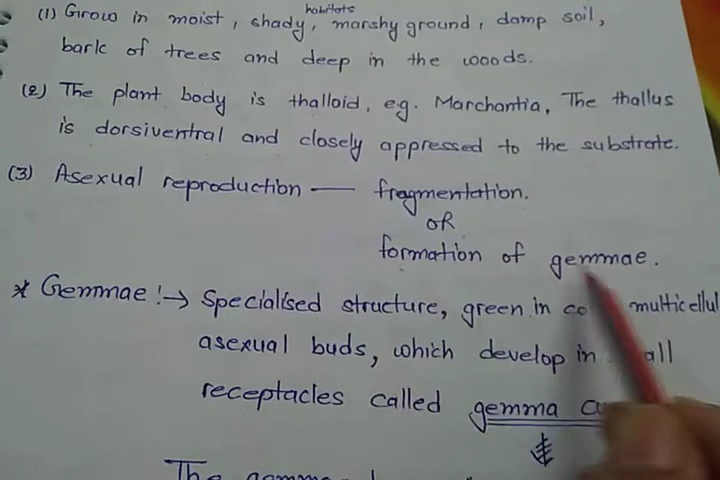 habitats
(1) Grow in moist, shady, marshy ground, damp soil,
bark of trees and deep in the woods.
(2) The plant body is thalloid, eg. Marchantia, The thallus
is dorsiventral and closely appressed to the substrate.
(3) Asexual reproduction — fragmentation.
OR
formation of gemmae.
* Gemmae :→ Specialised structure, green in co multicellul
asexual buds, which develop in all
receptacles called gemma
The